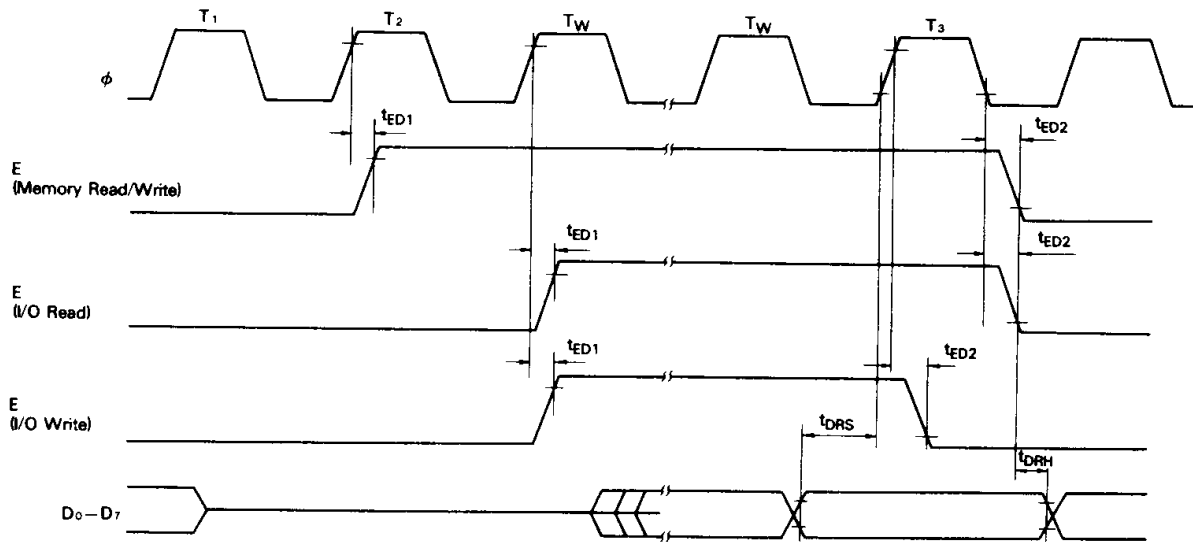 T1 T2 TW TW T3
φ
tED1 tED2
E
(Memory Read/Write)
tED1 tED2
E
(I/O Read)
tED1 tED2
E
(I/O Write)
tDRS
tDRH
D0–D7